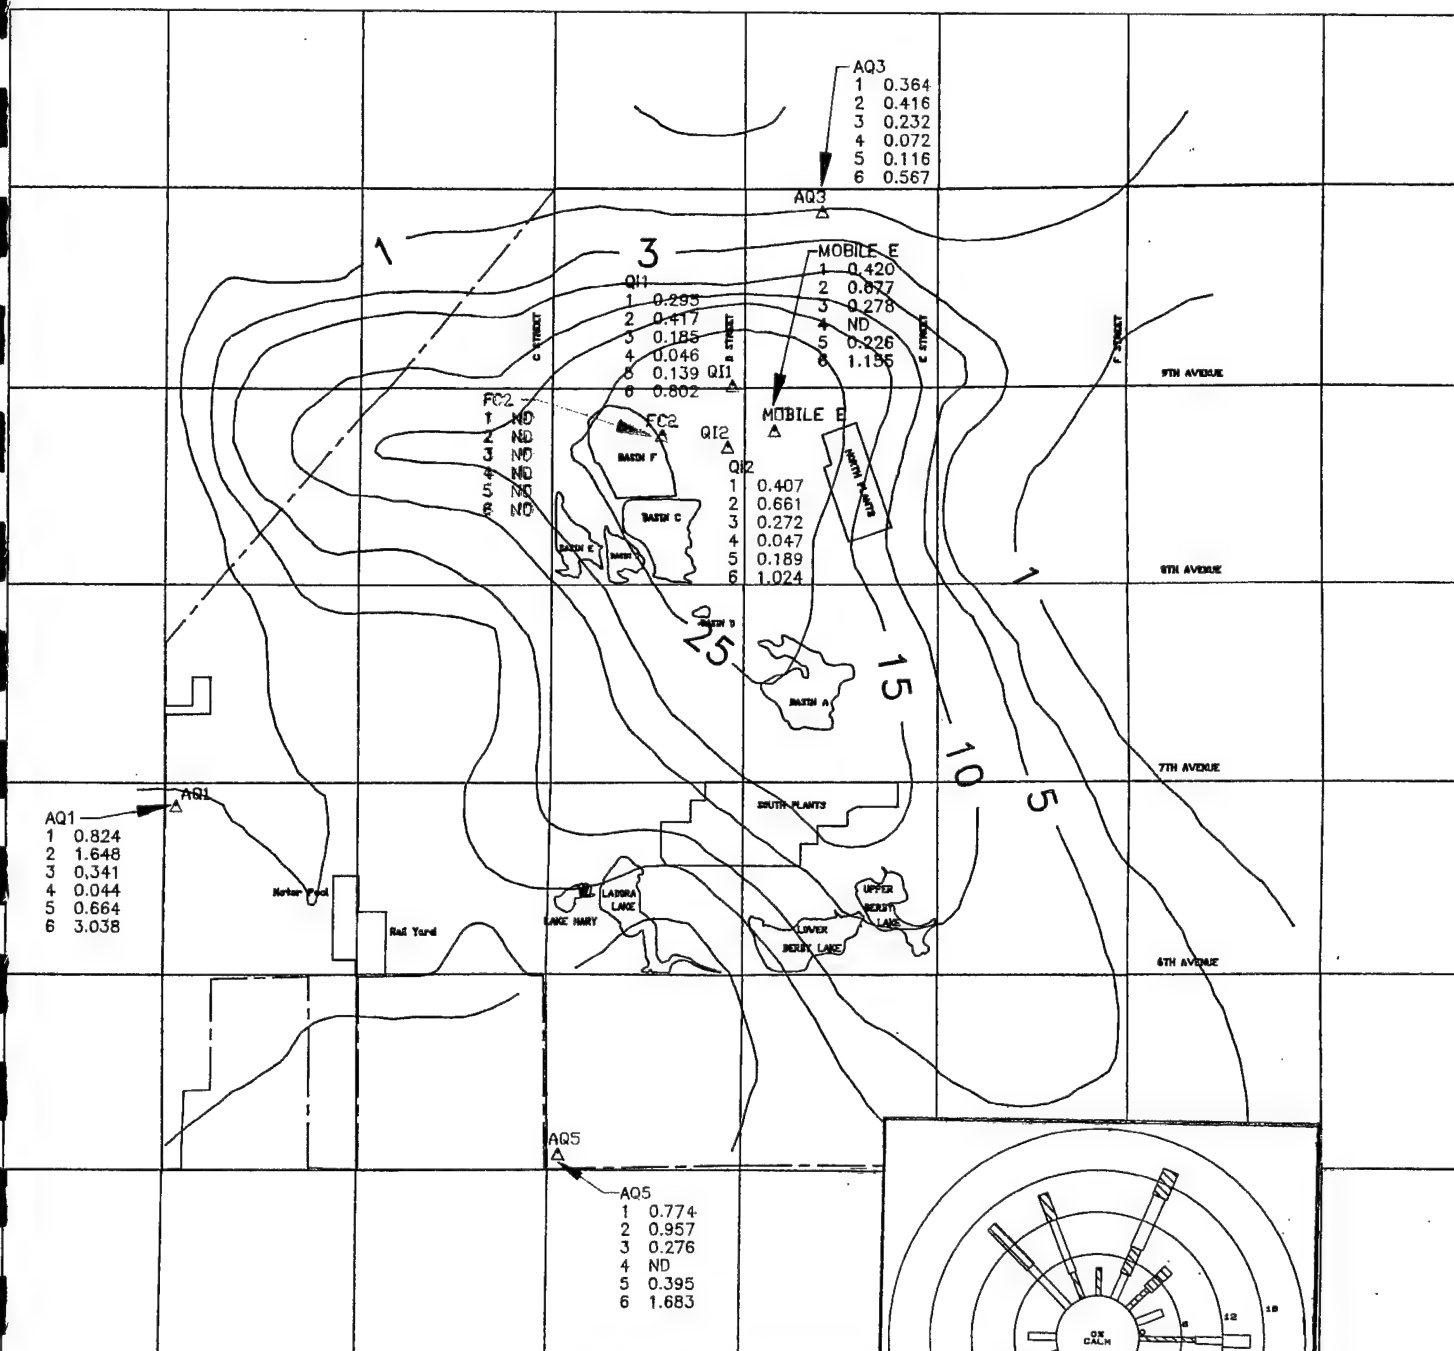 AQ3
1 0.364
2 0.416
3 0.232
4 0.072
5 0.116
6 0.567
AQ3
1
3
MOBILE E
1 0.420
2 0.677
3 0.278
4 ND
5 0.226
6 1.155
QI1
1 0.295
2 0.417
3 0.185
4 0.046
5 0.139
6 0.802
QI1
C STREET
D STREET
E STREET
F STREET
9TH AVENUE
FC2
1 ND
2 ND
3 ND
4 ND
5 ND
6 ND
FC2
BASIN F
QI2
MOBILE E
QI2
1 0.407
2 0.661
3 0.272
4 0.047
5 0.189
6 1.024
NORTH PLANTS
BASIN C
BASIN E
BASIN
8TH AVENUE
1
BASIN D
25
15
BASIN A
10
5
7TH AVENUE
AQ1
AQ1
1 0.824
2 1.648
3 0.341
4 0.044
5 0.664
6 3.038
SOUTH PLANTS
Motor Pool
Rail Yard
LAKE MARY
LADORA
LAKE
UPPER
DERBY
LAKE
LOWER
DERBY LAKE
6TH AVENUE
AQ5
AQ5
1 0.774
2 0.957
3 0.276
4 ND
5 0.395
6 1.683
0%
CALM
6
12
18